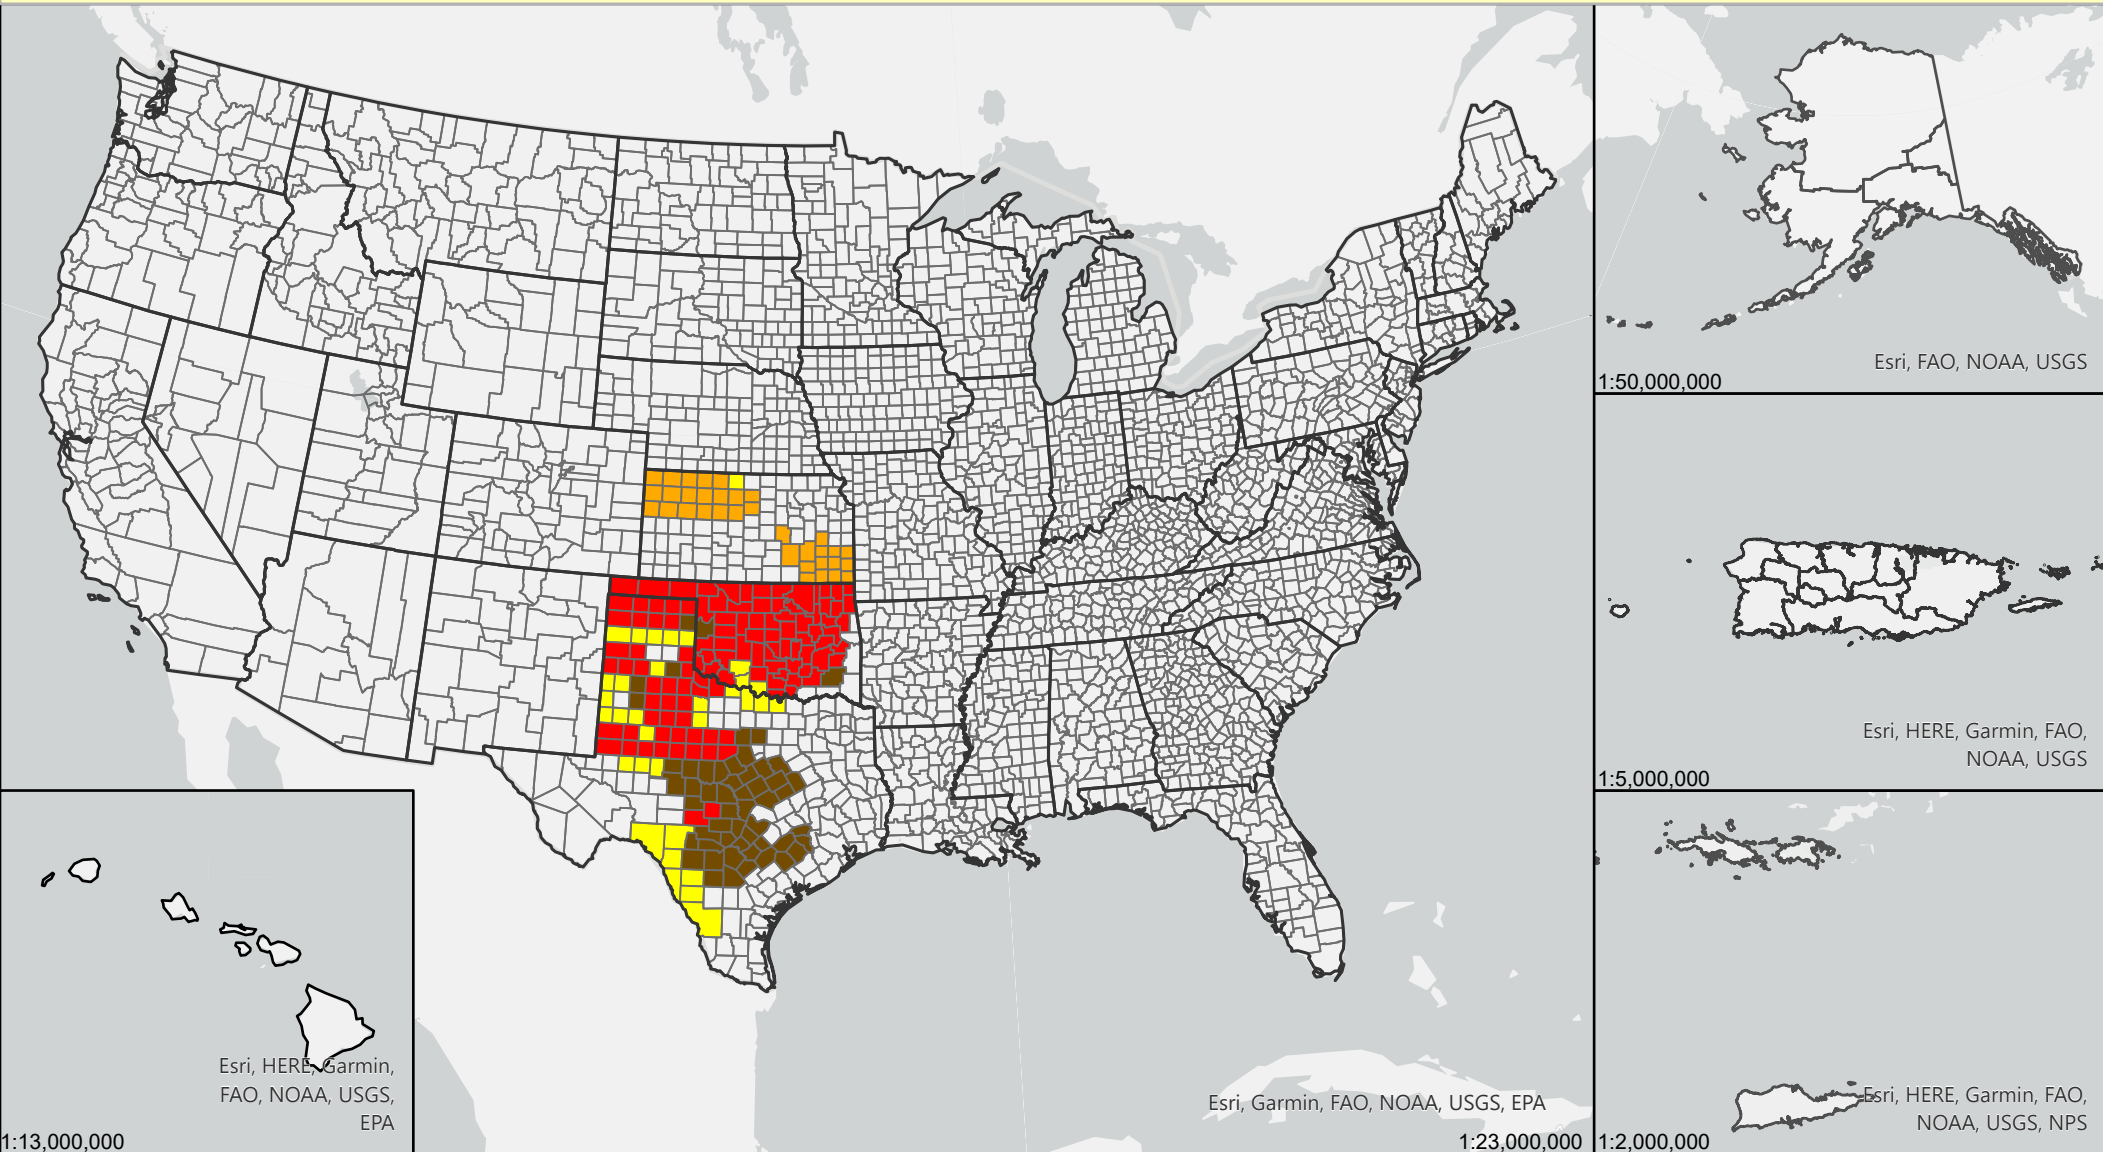 Esri, FAO, NOAA, USGS
1:50,000,000
Esri, HERE, Garmin, FAO,
NOAA, USGS
1:5,000,000
Esri, HERE, Garmin,
FAO, NOAA, USGS,
EPA
1:13,000,000
Esri, Garmin, FAO, NOAA, USGS, EPA
1:23,000,000
Esri, HERE, Garmin, FAO,
NOAA, USGS, NPS
1:2,000,000